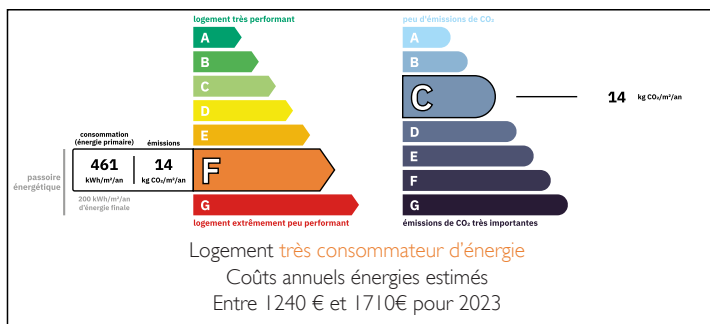 logement très performant
A
B
C
D
E
consommation
(énergie primaire)
émissions
passoire
énergétique
461
kWh/m²/an
14
kg CO₂/m²/an
F
200 kWh/m²/an
d'énergie finale
G
logement extrêmement peu performant
peu d'émissions de CO₂
A
B
C
14 kg CO₂/m²/an
D
E
F
G
émissions de CO₂ très importantes
Logement très consommateur d'énergie
Coûts annuels énergies estimés
Entre 1240 € et 1710€ pour 2023